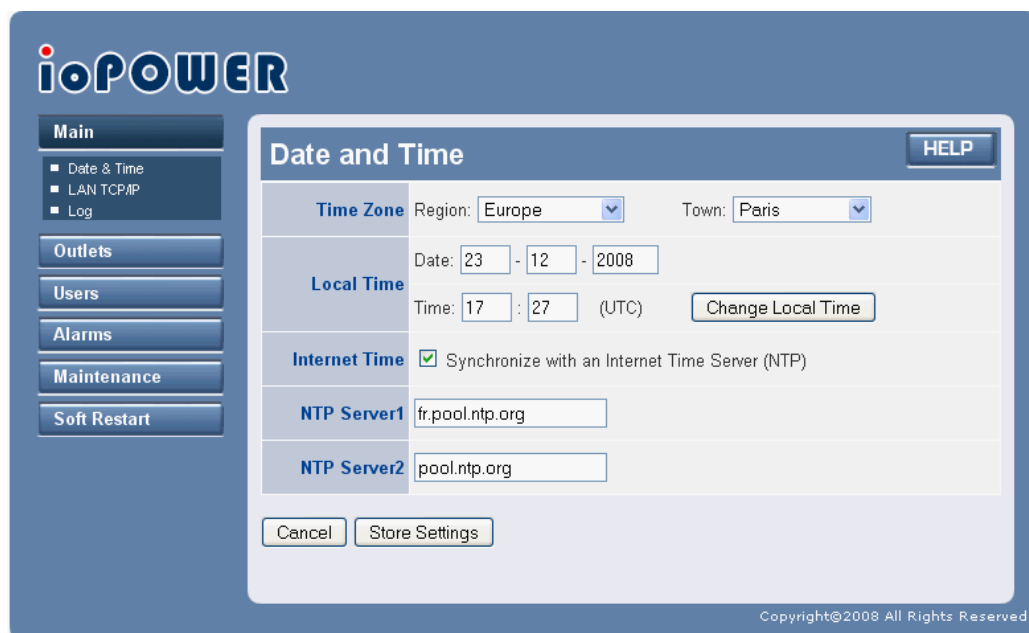 ioPOWER
Main
Date & Time
LAN TCP/IP
Log
Outlets
Users
Alarms
Maintenance
Soft Restart
Date and Time
HELP
Time Zone Region: Europe Town: Paris
Local Time
Date: 23 - 12 - 2008
Time: 17 : 27 (UTC) Change Local Time
Internet Time Synchronize with an Internet Time Server (NTP)
NTP Server1 fr.pool.ntp.org
NTP Server2 pool.ntp.org
Cancel Store Settings
Copyright©2008 All Rights Reserved